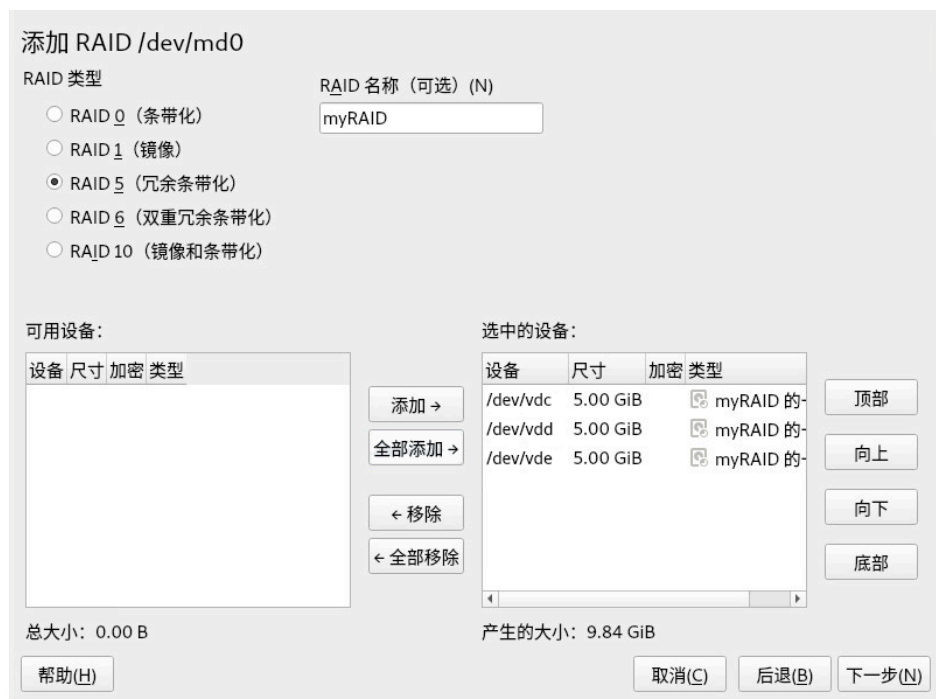 添加 RAID /dev/md0
RAID 类型
RAID 名称（可选）(N)
myRAID
RAID 0（条带化）
RAID 1（镜像）
RAID 5（冗余条带化）
RAID 6（双重冗余条带化）
RAID 10（镜像和条带化）
可用设备：
设备 尺寸 加密 类型
添加 →
全部添加 →
← 移除
← 全部移除
选中的设备：
设备 尺寸 加密 类型
/dev/vdc 5.00 GiB myRAID 的
/dev/vdd 5.00 GiB myRAID 的
/dev/vde 5.00 GiB myRAID 的
顶部
向上
向下
底部
总大小：0.00 B
产生的大小：9.84 GiB
帮助(H)
取消(C)
后退(B)
下一步(N)